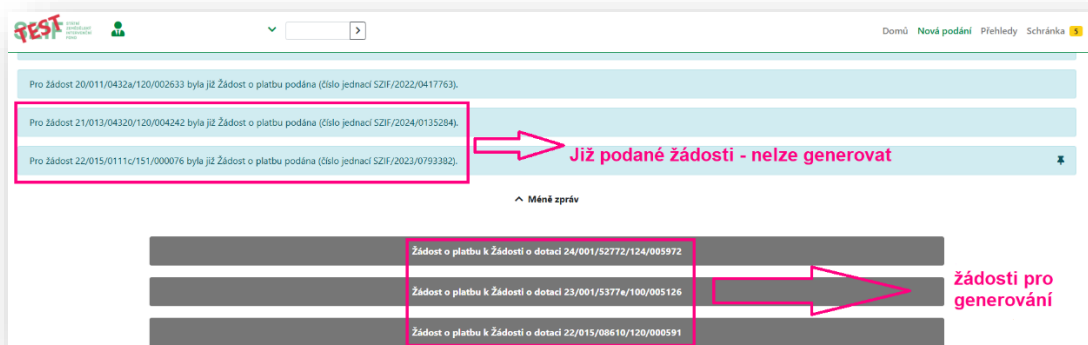 TEST
SZIF STÁTNÍ ZEMĚDĚLSKÝ INTERVENČNÍ FOND
Domů Nová podání Přehledy Schránka 5
Pro žádost 20/011/0432a/120/002633 byla již Žádost o platbu podána (číslo jednací SZIF/2022/0417763).
Pro žádost 21/013/04320/120/004242 byla již Žádost o platbu podána (číslo jednací SZIF/2024/0135284).
Pro žádost 22/015/0111c/151/000076 byla již Žádost o platbu podána (číslo jednací SZIF/2023/0793382).
Již podané žádosti - nelze generovat
Méně zpráv
Žádost o platbu k Žádosti o dotaci 24/001/52772/124/005972
Žádost o platbu k Žádosti o dotaci 23/001/5377e/100/005126
Žádost o platbu k Žádosti o dotaci 22/015/08610/120/000591
žádosti pro
generování